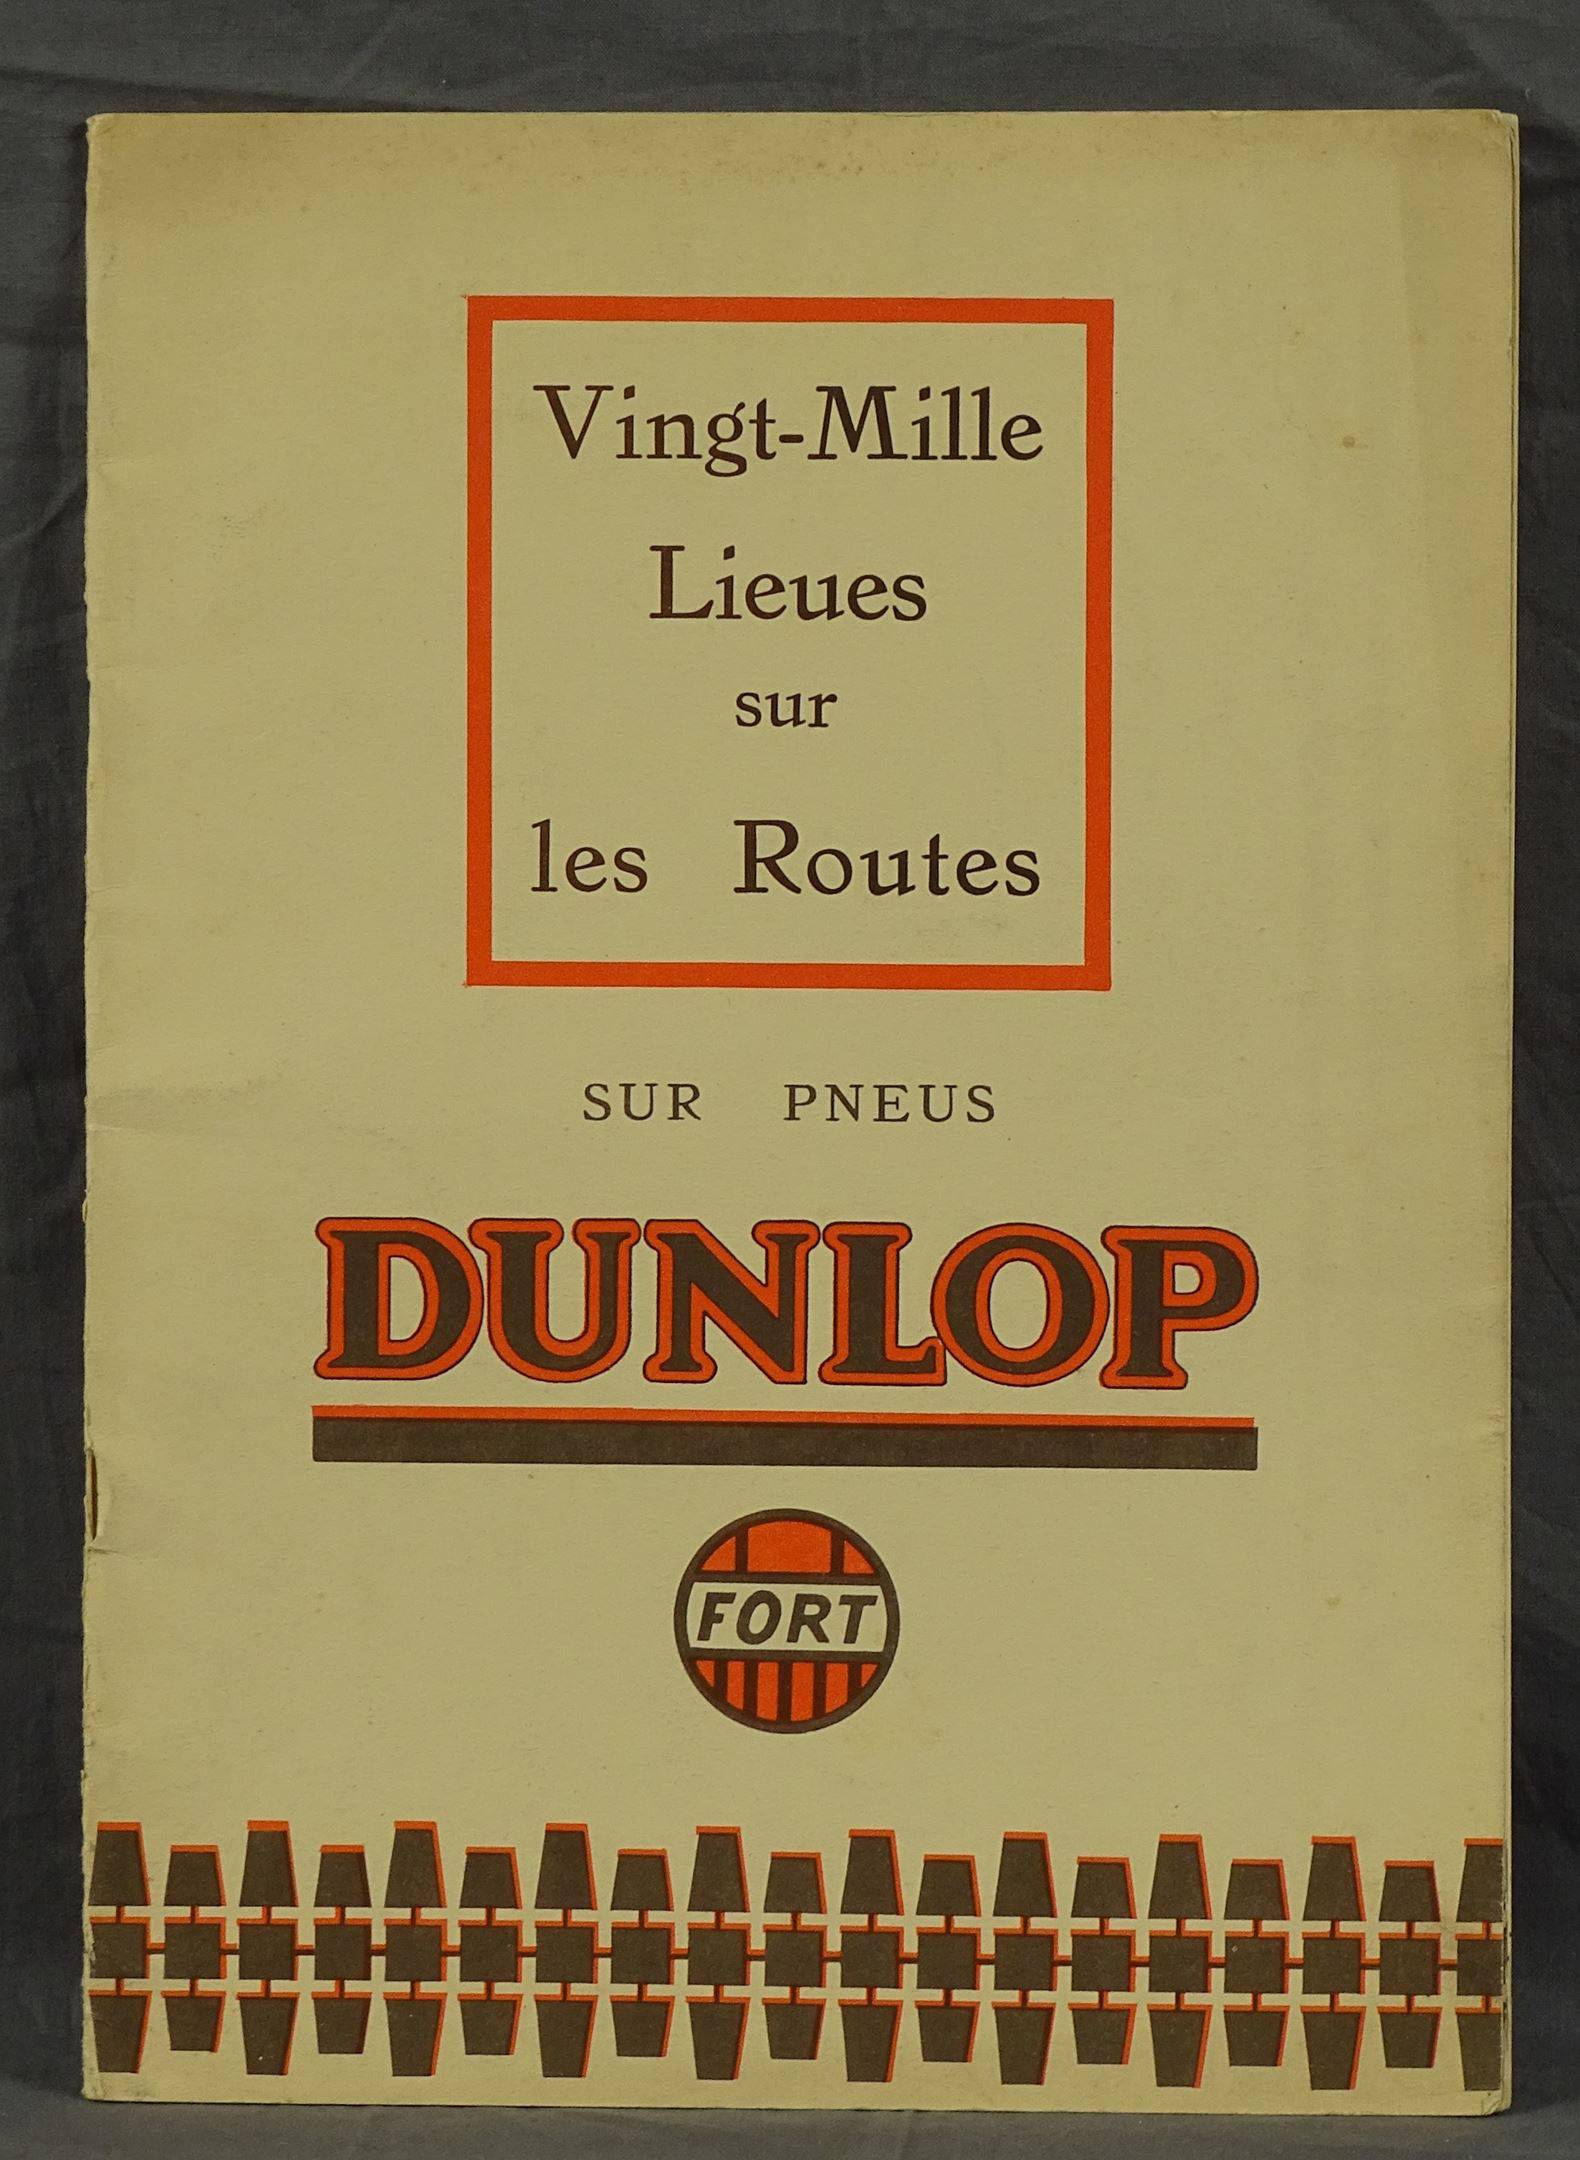 Vingt-Mille
Lieues
sur
les Routes
SUR PNEUS
DUNLOP
FORT